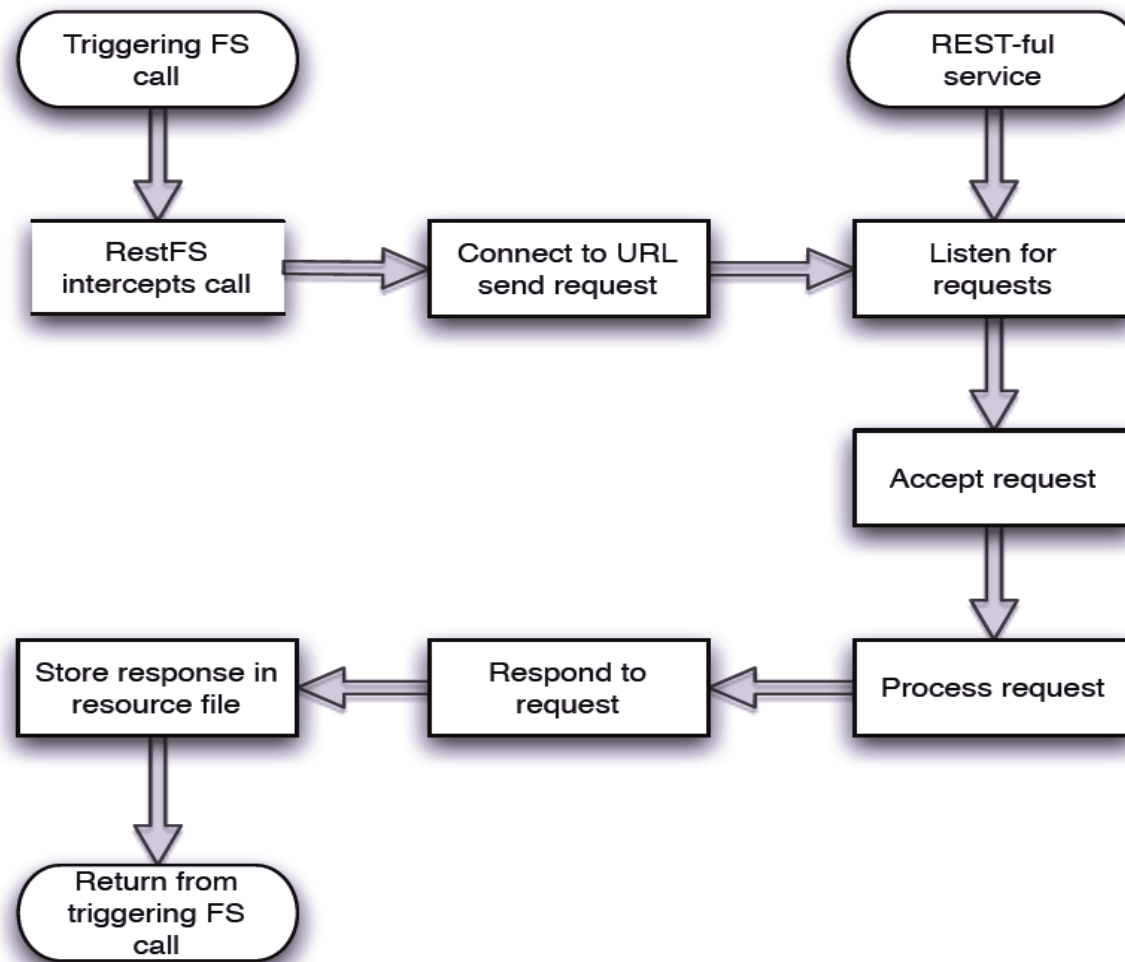 Triggering FS
call
REST-ful
service
RestFS
intercepts call
Connect to URL
send request
Listen for
requests
Accept request
Store response in
resource file
Respond to
request
Process request
Return from
triggering FS
call